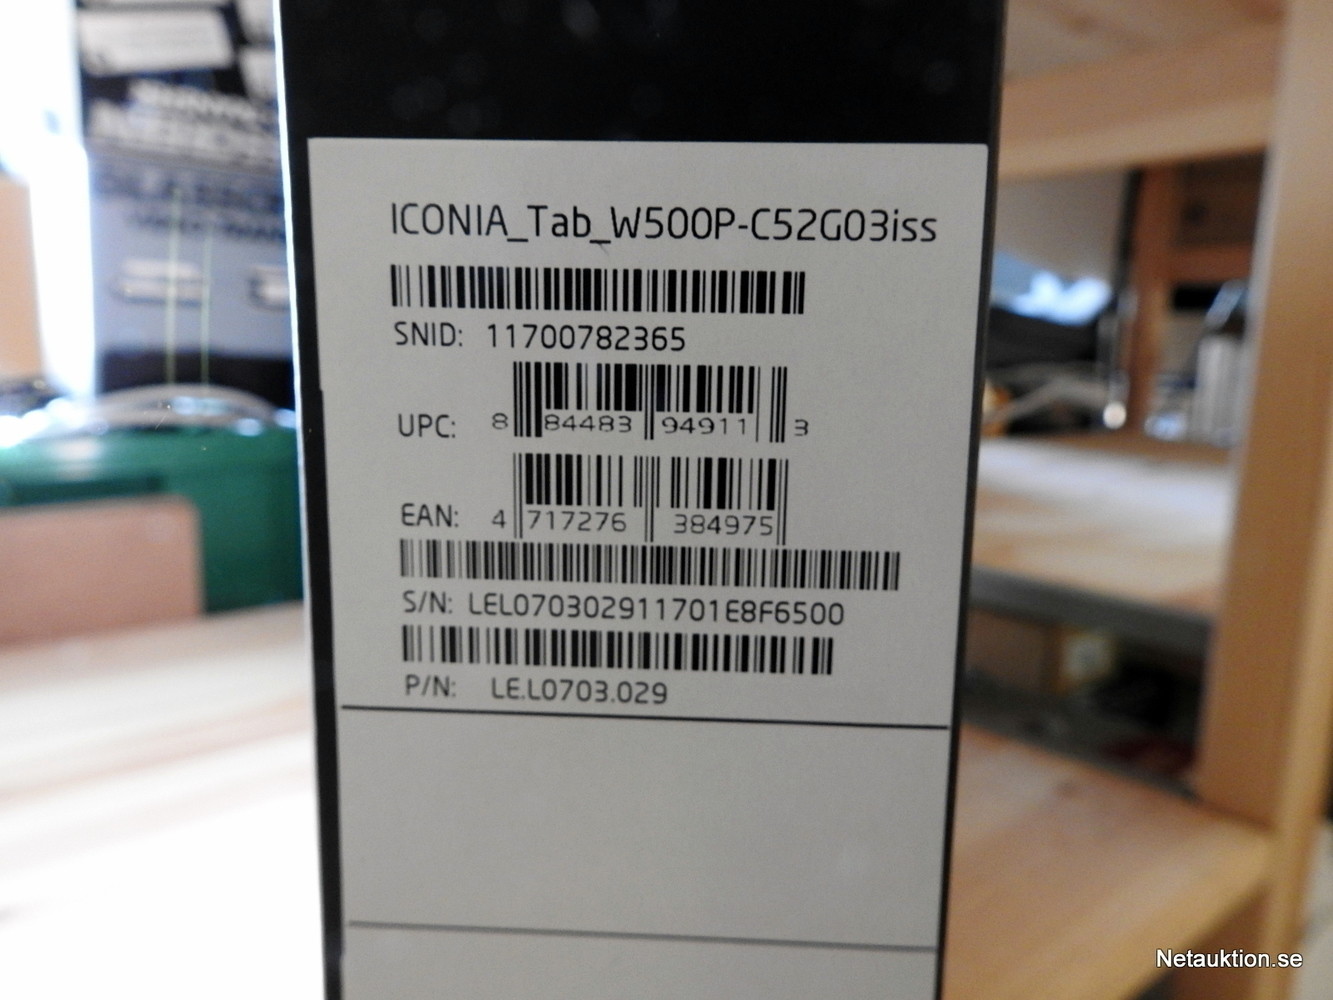 ICONIA_Tab_W500P-C52G03iss
SNID: 11700782365
UPC: 8 84483 94911 3
EAN: 4 717276 384975
S/N: LEL070302911701E8F6500
P/N: LE.L0703.029
Netauktion.se